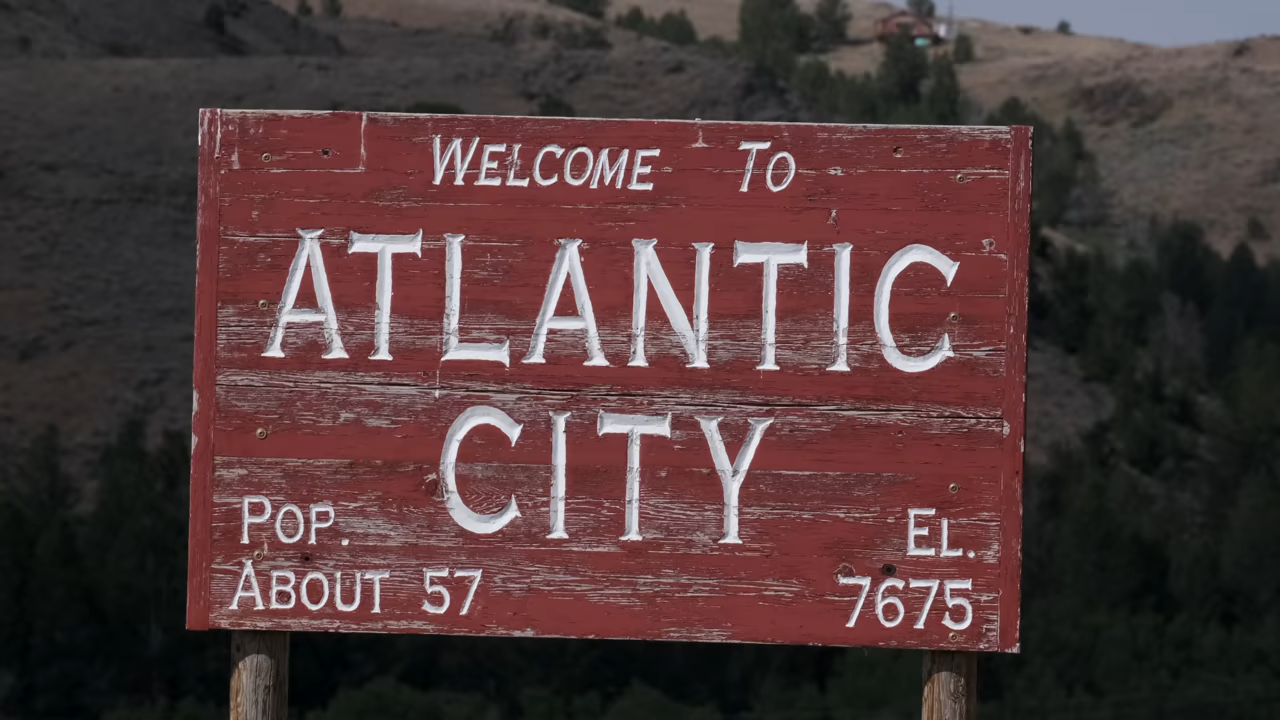 WELCOME TO
ATLANTIC
CITY
POP.
ABOUT 57
EL.
7675